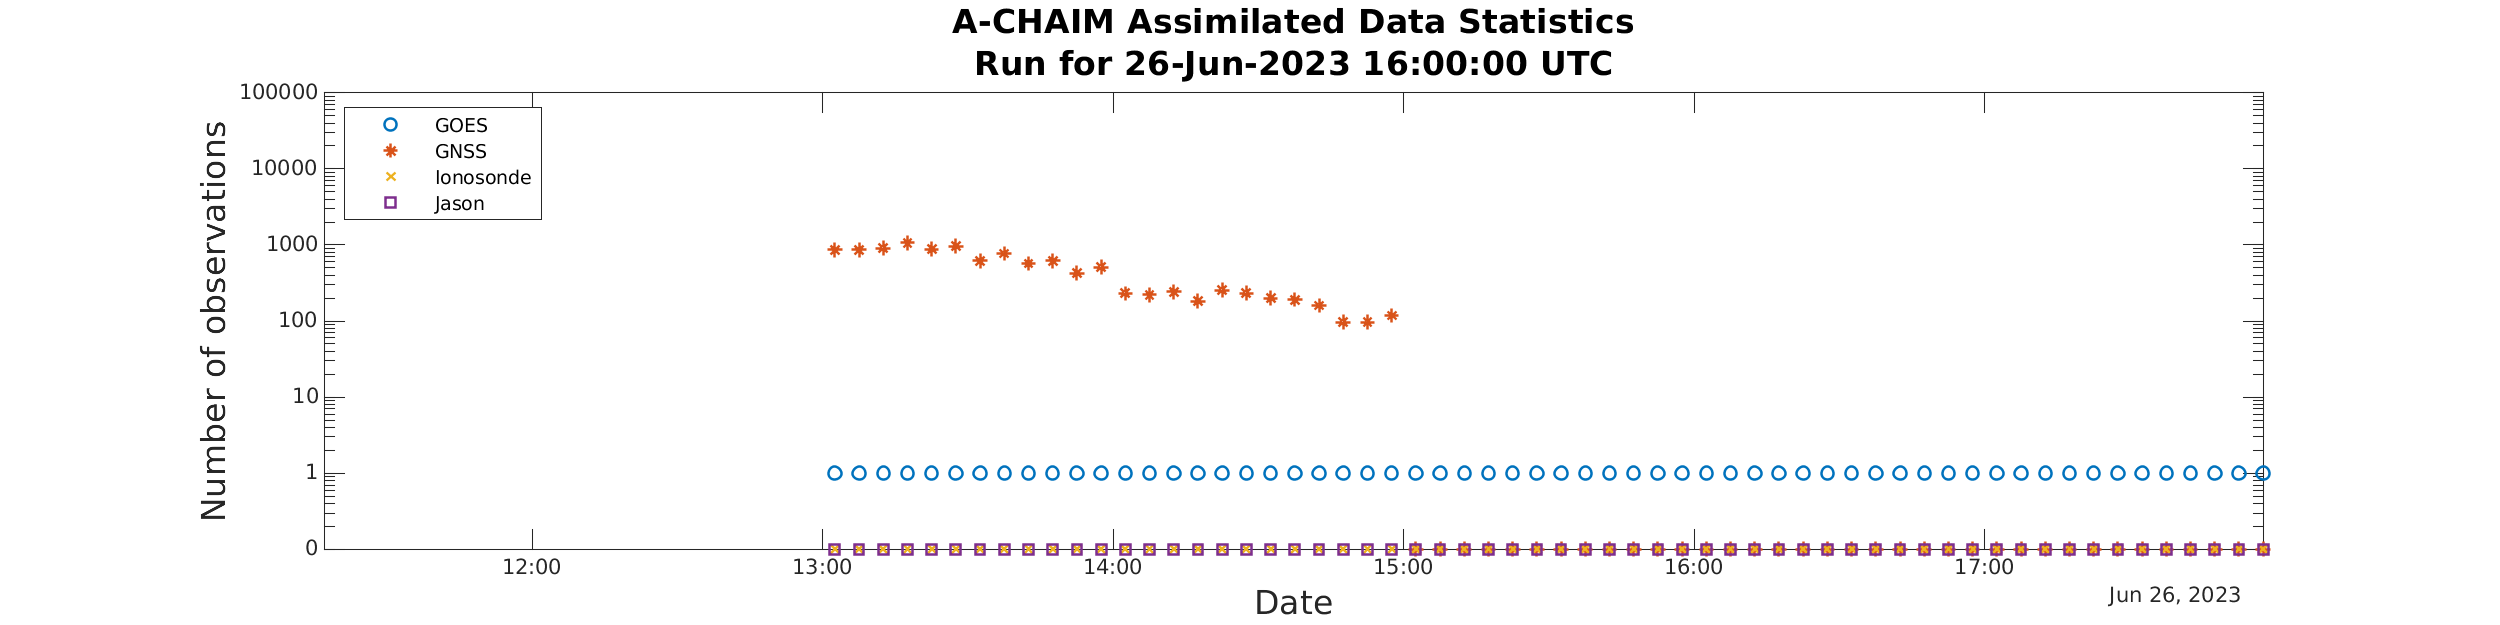 A-CHAIM Assimilated Data Statistics
Run for 26-Jun-2023 16:00:00 UTC
Number of observations
100000
10000
1000
100
10
1
0
GOES
GNSS
Ionosonde
Jason
12:00 13:00 14:00 15:00 16:00 17:00
Date
Jun 26, 2023